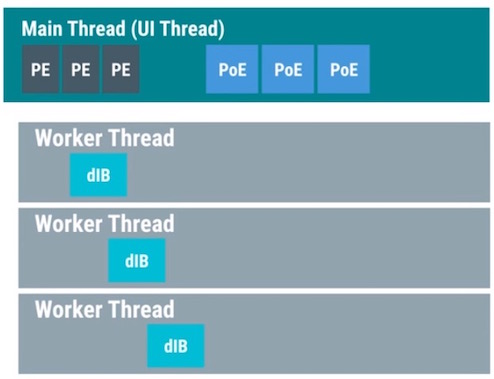 Main Thread (UI Thread)
PE PE PE PoE PoE PoE
Worker Thread
dIB
Worker Thread
dIB
Worker Thread
dIB